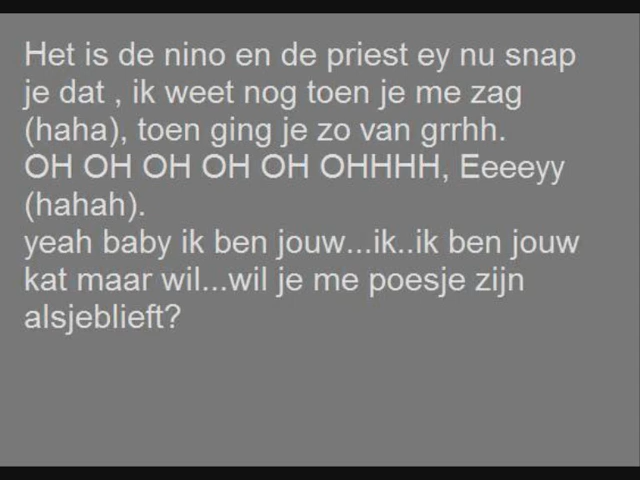 Het is de nino en de priest ey nu snap
je dat , ik weet nog toen je me zag
(haha), toen ging je zo van grrhh.
OH OH OH OH OH OHHHH, Eeeeyy
(hahah).
yeah baby ik ben jouw...ik..ik ben jouw
kat maar wil...wil je me poesje zijn
alsjeblieft?